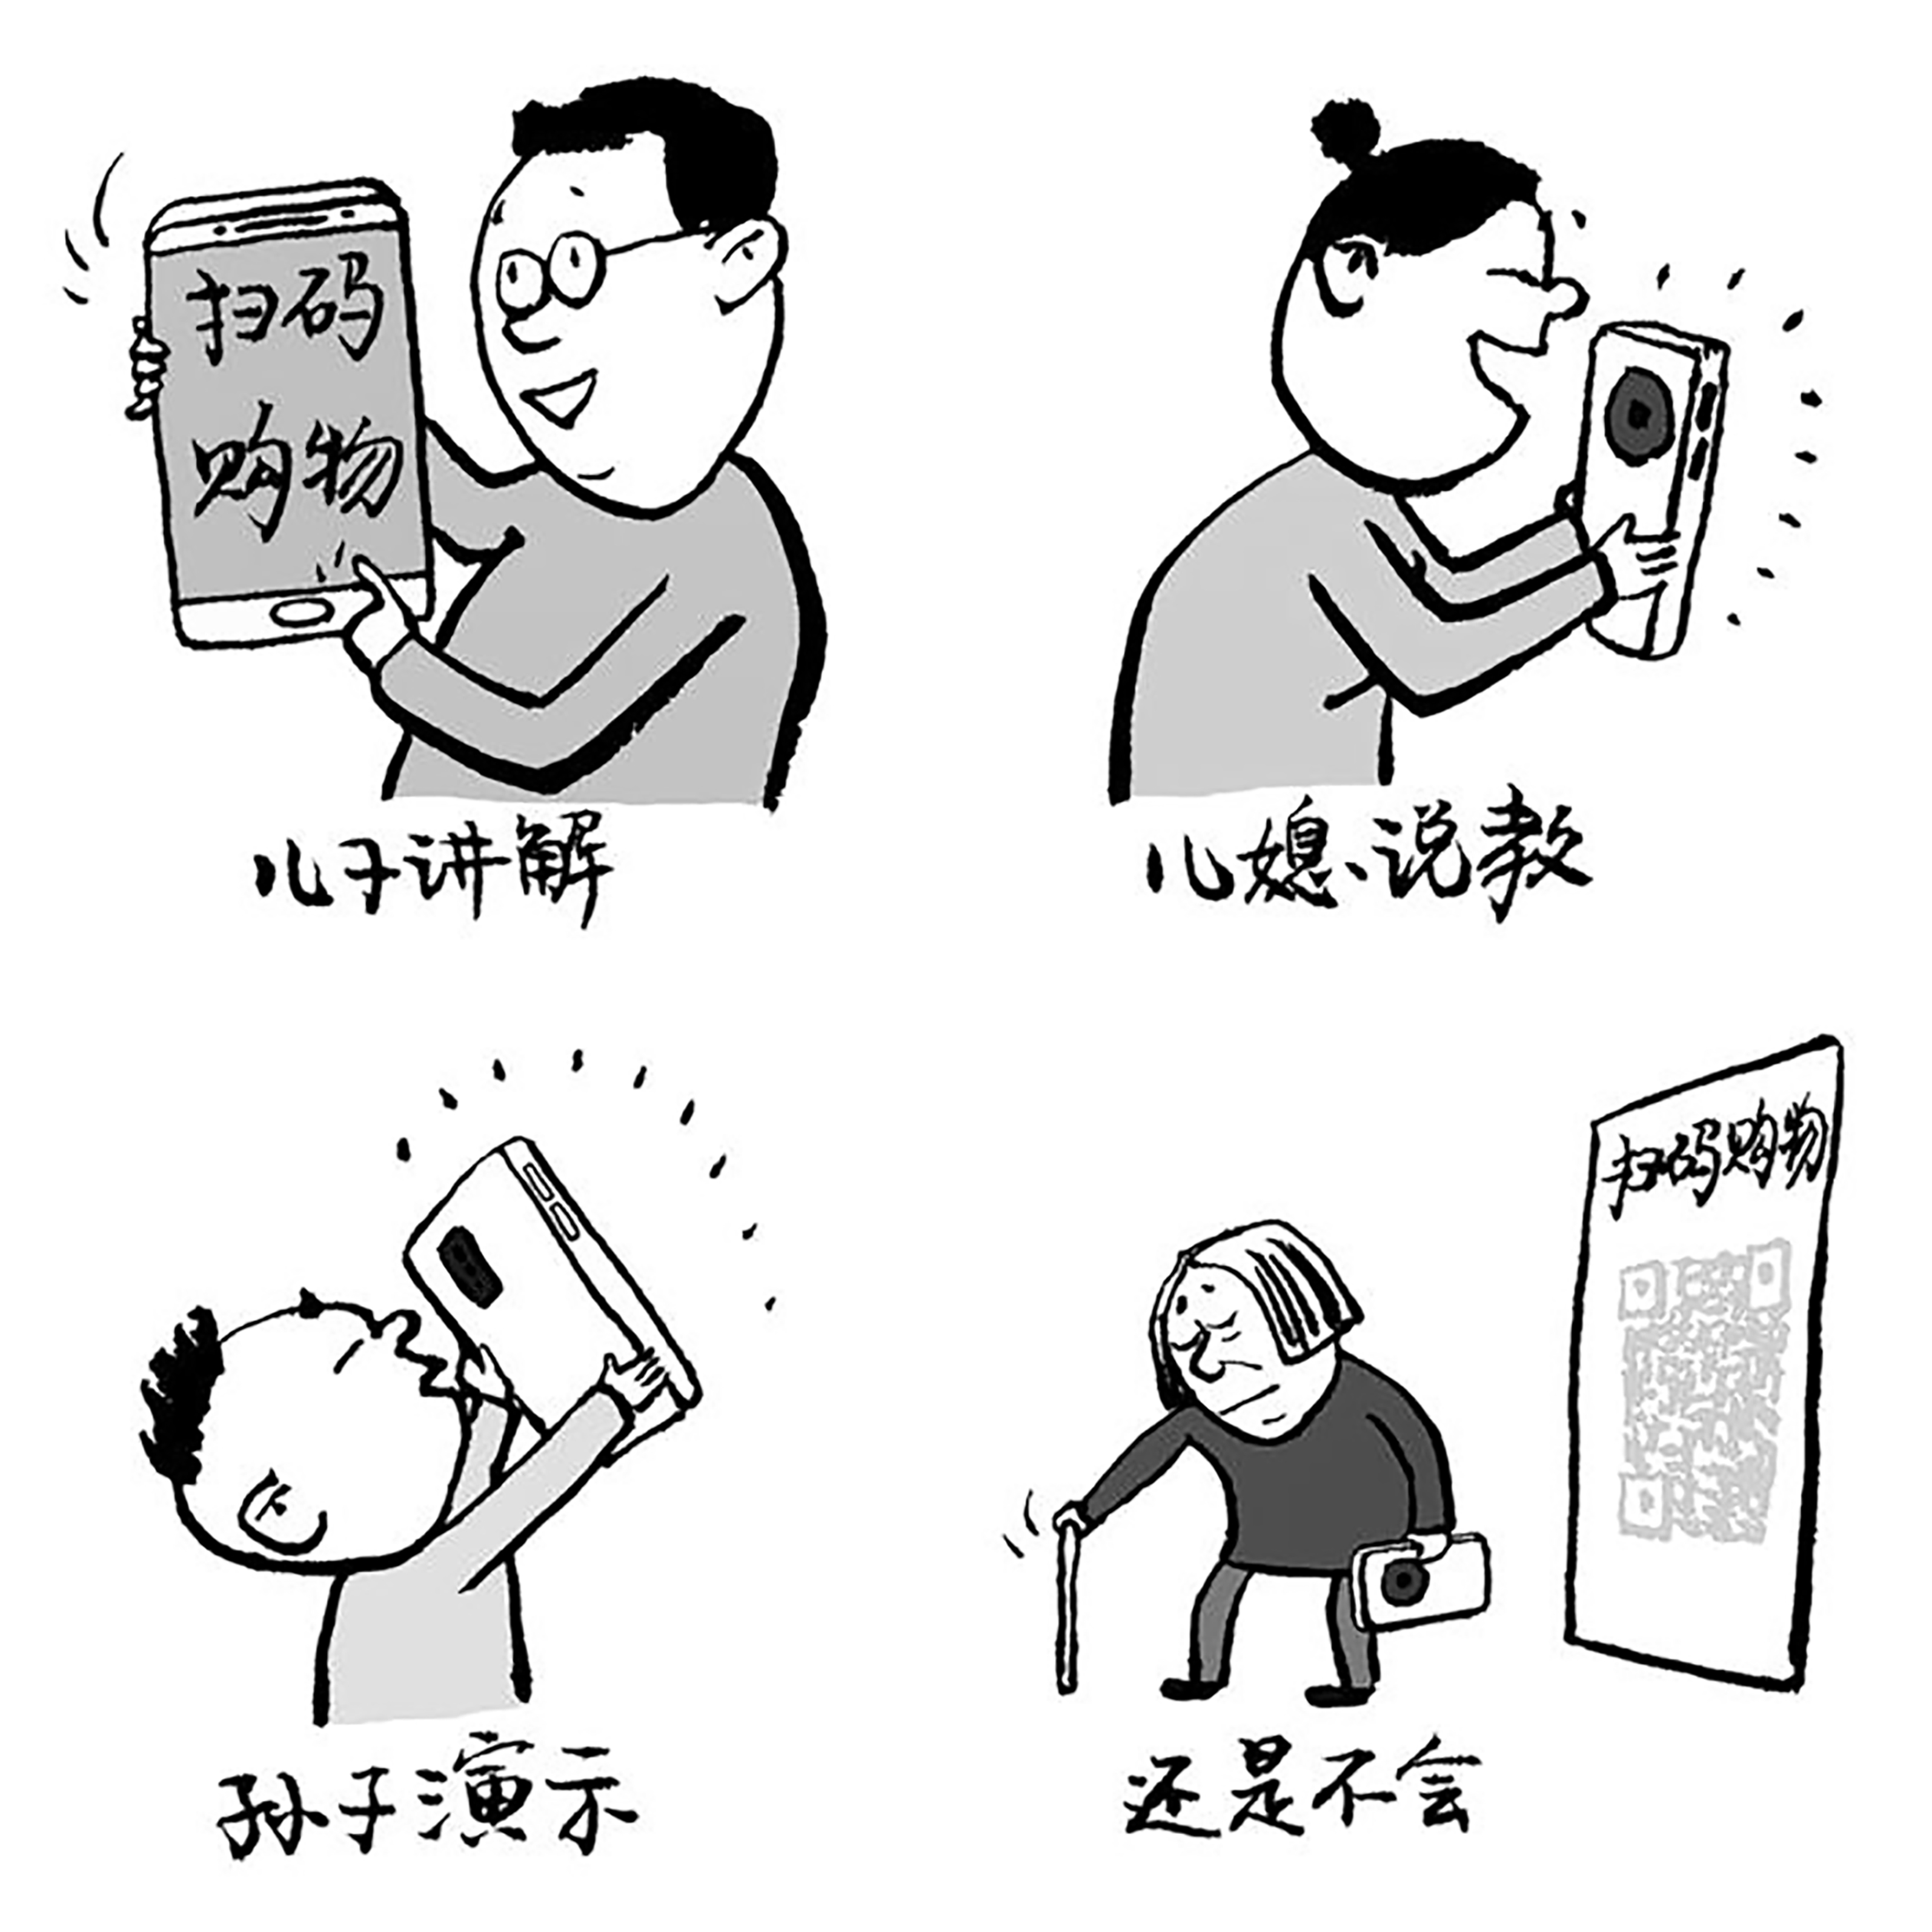 扫码
购物
儿子讲解
儿媳、说教
孙子演示
扫码购物
还是不会